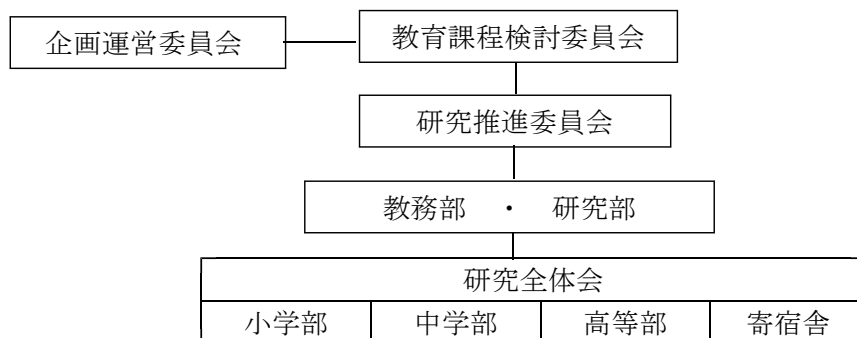 企画運営委員会
教育課程検討委員会
研究推進委員会
教務部 ・ 研究部
研究全体会
小学部 中学部 高等部 寄宿舎